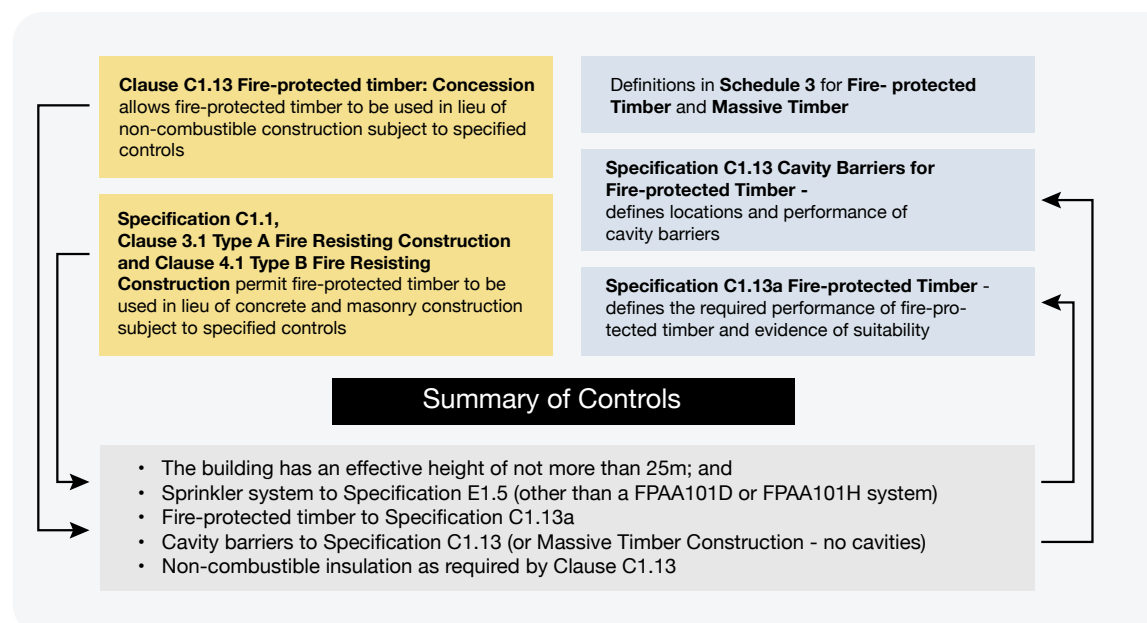 Clause C1.13 Fire-protected timber: Concession
allows fire-protected timber to be used in lieu of
non-combustible construction subject to specified
controls
Specification C1.1,
Clause 3.1 Type A Fire Resisting Construction
and Clause 4.1 Type B Fire Resisting
Construction permit fire-protected timber to be
used in lieu of concrete and masonry construction
subject to specified controls
Definitions in Schedule 3 for Fire- protected
Timber and Massive Timber
Specification C1.13 Cavity Barriers for
Fire-protected Timber -
defines locations and performance of
cavity barriers
Specification C1.13a Fire-protected Timber -
defines the required performance of fire-pro-
tected timber and evidence of suitability
Summary of Controls
• The building has an effective height of not more than 25m; and
• Sprinkler system to Specification E1.5 (other than a FPAA101D or FPAA101H system)
• Fire-protected timber to Specification C1.13a
• Cavity barriers to Specification C1.13 (or Massive Timber Construction - no cavities)
• Non-combustible insulation as required by Clause C1.13